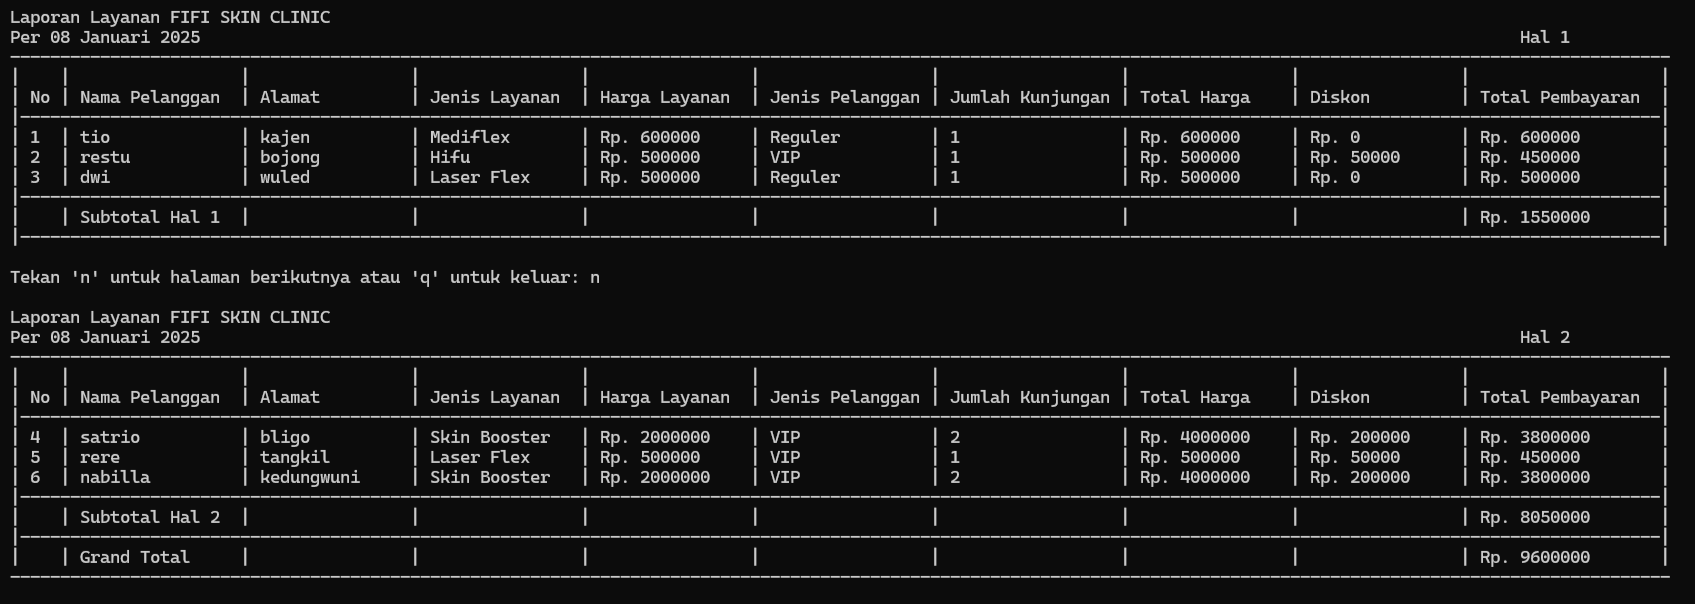 Laporan Layanan FIFI SKIN CLINIC
Per 08 Januari 2025 Hal 1
| No | Nama Pelanggan | Alamat | Jenis Layanan | Harga Layanan | Jenis Pelanggan | Jumlah Kunjungan | Total Harga | Diskon | Total Pembayaran |
| 1 | tio | kajen | Mediflex | Rp. 600000 | Reguler | 1 | Rp. 600000 | Rp. 0 | Rp. 600000 |
| 2 | restu | bojong | Hifu | Rp. 500000 | VIP | 1 | Rp. 500000 | Rp. 50000 | Rp. 450000 |
| 3 | dwi | wuled | Laser Flex | Rp. 500000 | Reguler | 1 | Rp. 500000 | Rp. 0 | Rp. 500000 |
| | Subtotal Hal 1 | | | | | | | | Rp. 1550000 |
Tekan 'n' untuk halaman berikutnya atau 'q' untuk keluar: n
Laporan Layanan FIFI SKIN CLINIC
Per 08 Januari 2025 Hal 2
| No | Nama Pelanggan | Alamat | Jenis Layanan | Harga Layanan | Jenis Pelanggan | Jumlah Kunjungan | Total Harga | Diskon | Total Pembayaran |
| 4 | satrio | bligo | Skin Booster | Rp. 2000000 | VIP | 2 | Rp. 4000000 | Rp. 200000 | Rp. 3800000 |
| 5 | rere | tangkil | Laser Flex | Rp. 500000 | VIP | 1 | Rp. 500000 | Rp. 50000 | Rp. 450000 |
| 6 | nabilla | kedungwuni | Skin Booster | Rp. 2000000 | VIP | 2 | Rp. 4000000 | Rp. 200000 | Rp. 3800000 |
| | Subtotal Hal 2 | | | | | | | | Rp. 8050000 |
| | Grand Total | | | | | | | | Rp. 9600000 |